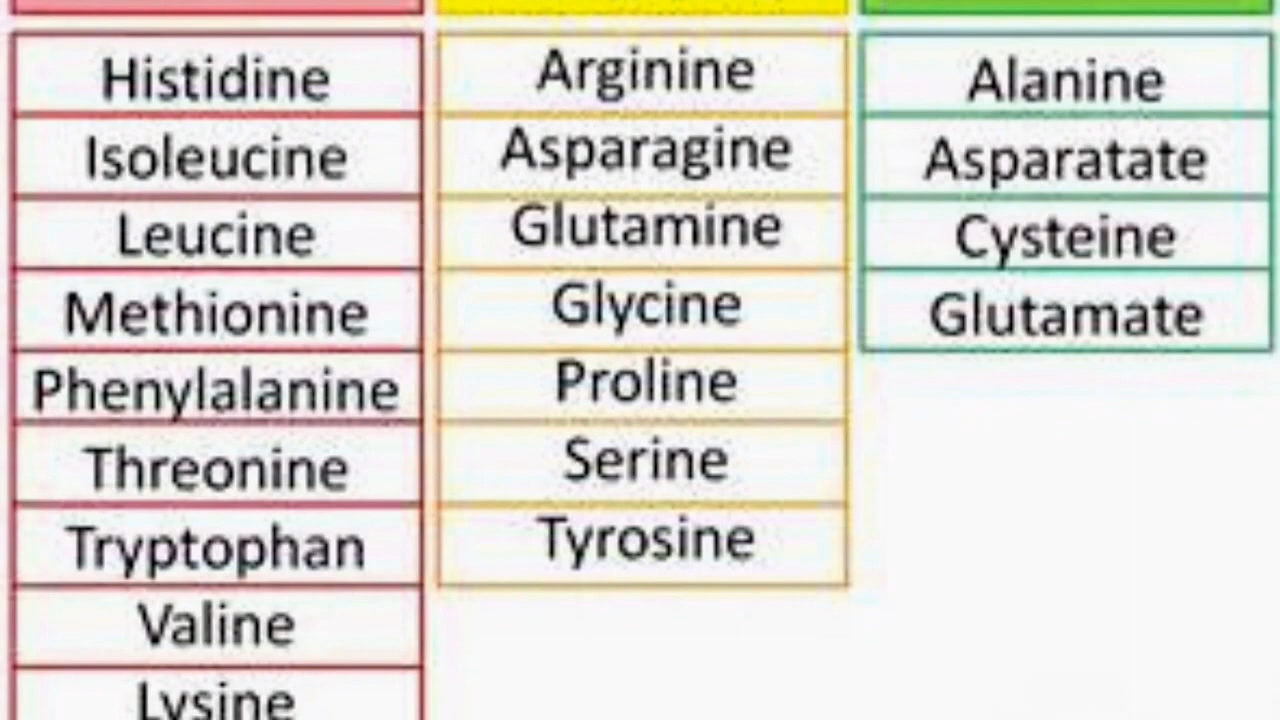 Histidine
Isoleucine
Leucine
Methionine
Phenylalanine
Threonine
Tryptophan
Valine
Lysine
Arginine
Asparagine
Glutamine
Glycine
Proline
Serine
Tyrosine
Alanine
Asparatate
Cysteine
Glutamate